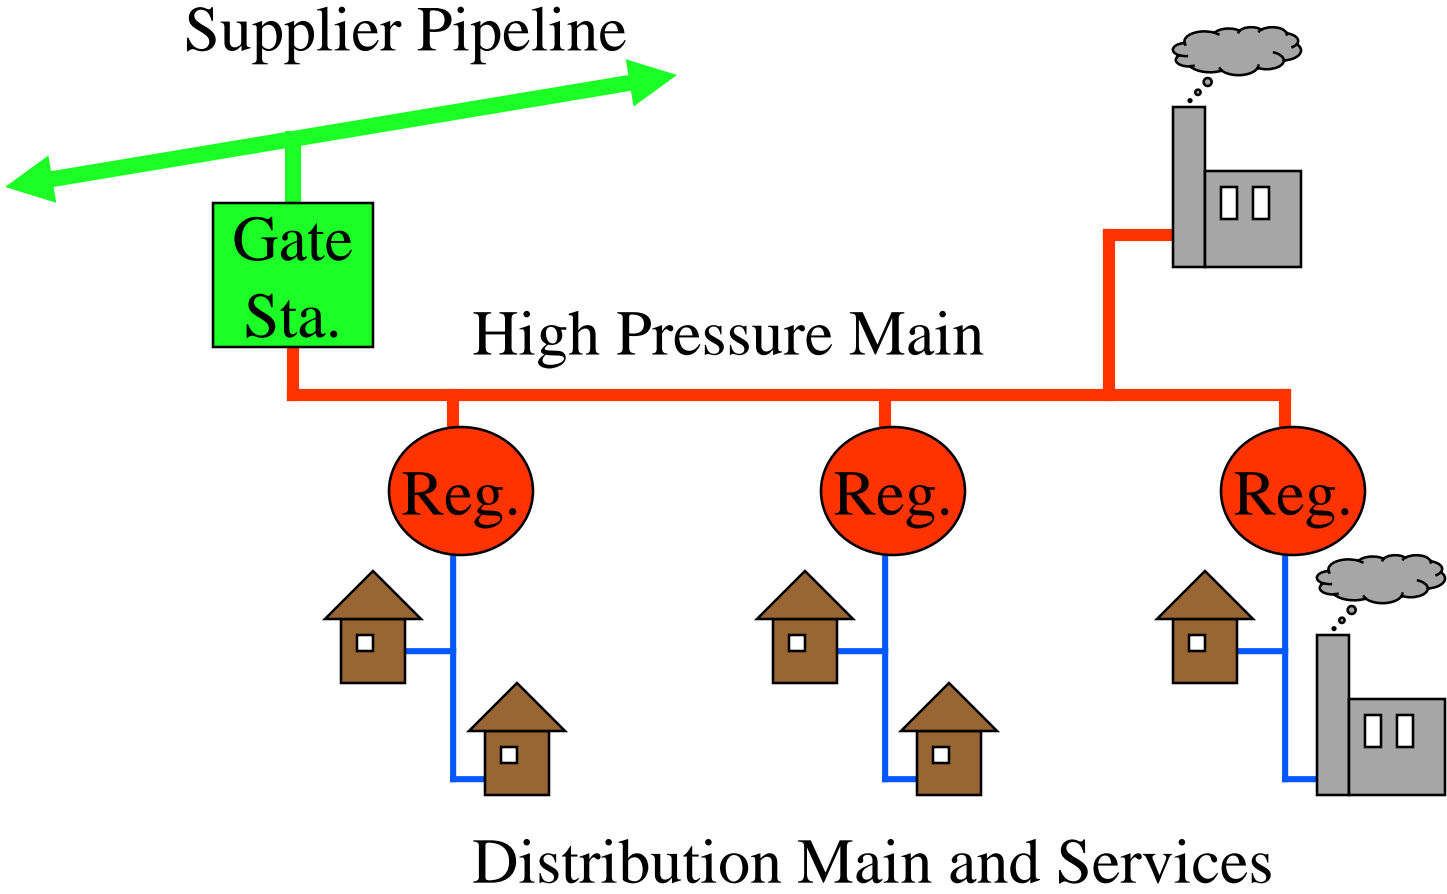 Supplier Pipeline
Gate
Sta.
High Pressure Main
Reg.
Reg.
Reg.
Distribution Main and Services